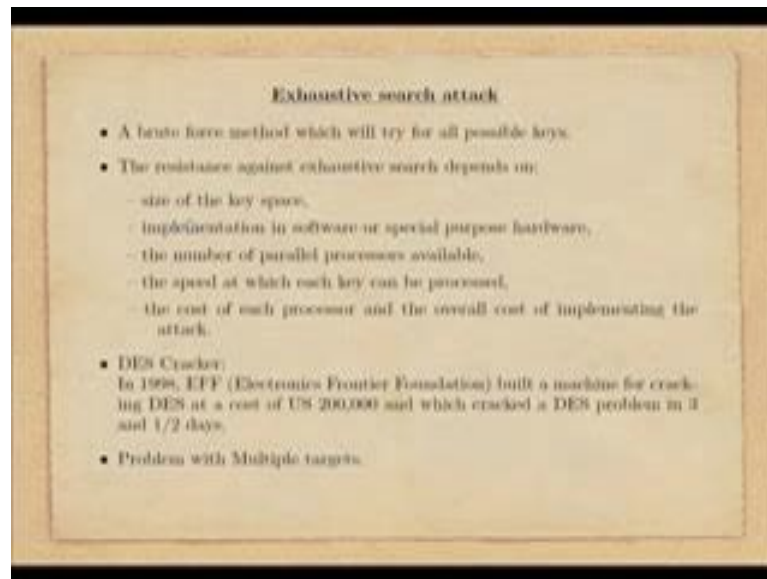 Exhaustive search attack
• A brute force method which will try for all possible keys.
• The resistance against exhaustive search depends on:
– size of the key space,
– implementation in software or special purpose hardware,
– the number of parallel processors available,
– the speed at which each key can be processed,
– the cost of each processor and the overall cost of implementing the
attack.
• DES Cracker:
In 1998, EFF (Electronics Frontier Foundation) built a machine for crack-
ing DES at a cost of US 200,000 and which cracked a DES problem in 3
and 1/2 days.
• Problem with Multiple targets.